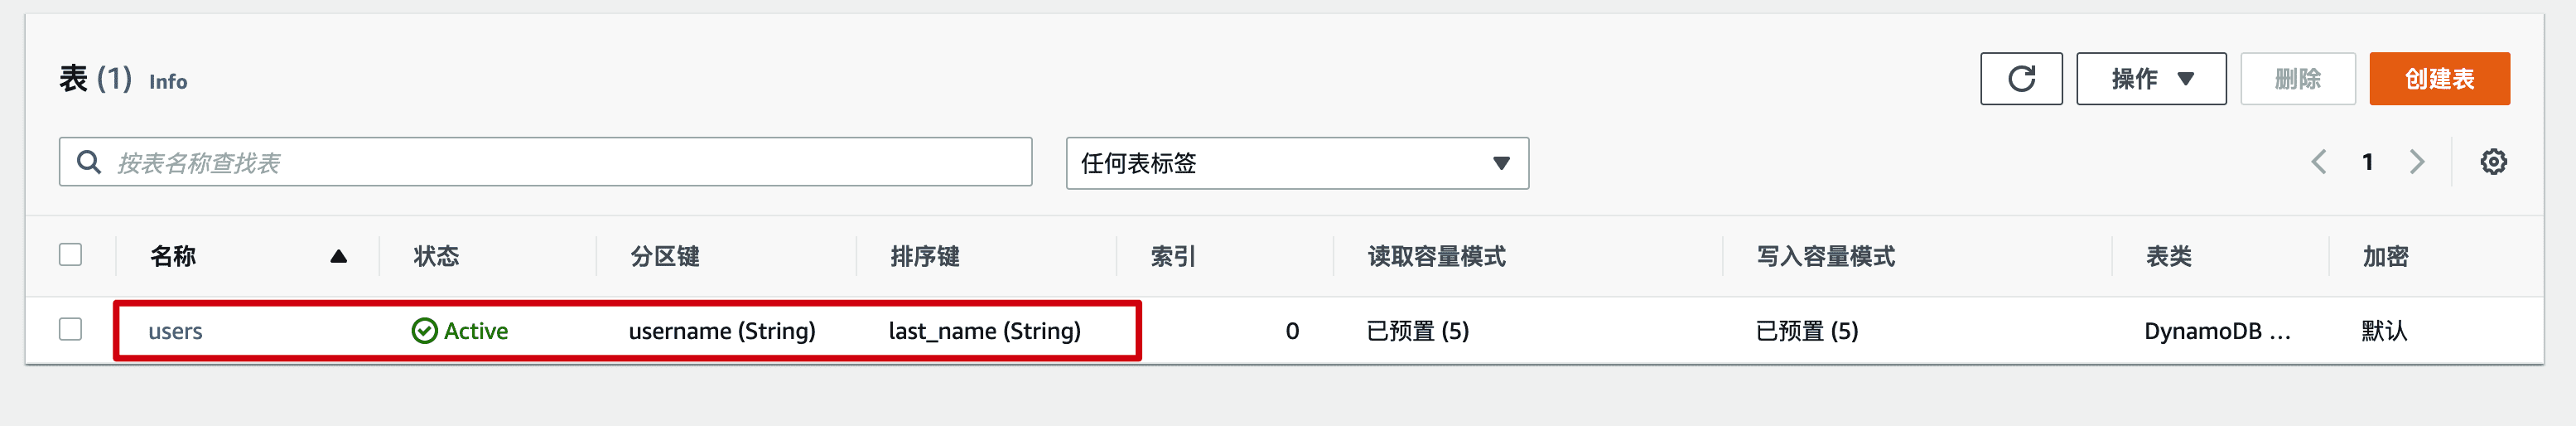 表 (1) Info
操作 删除 创建表
按表名称查找表 任何表标签 1
名称 状态 分区键 排序键 索引 读取容量模式 写入容量模式 表类 加密
users Active username (String) last_name (String) 0 已预置 (5) 已预置 (5) DynamoDB ... 默认